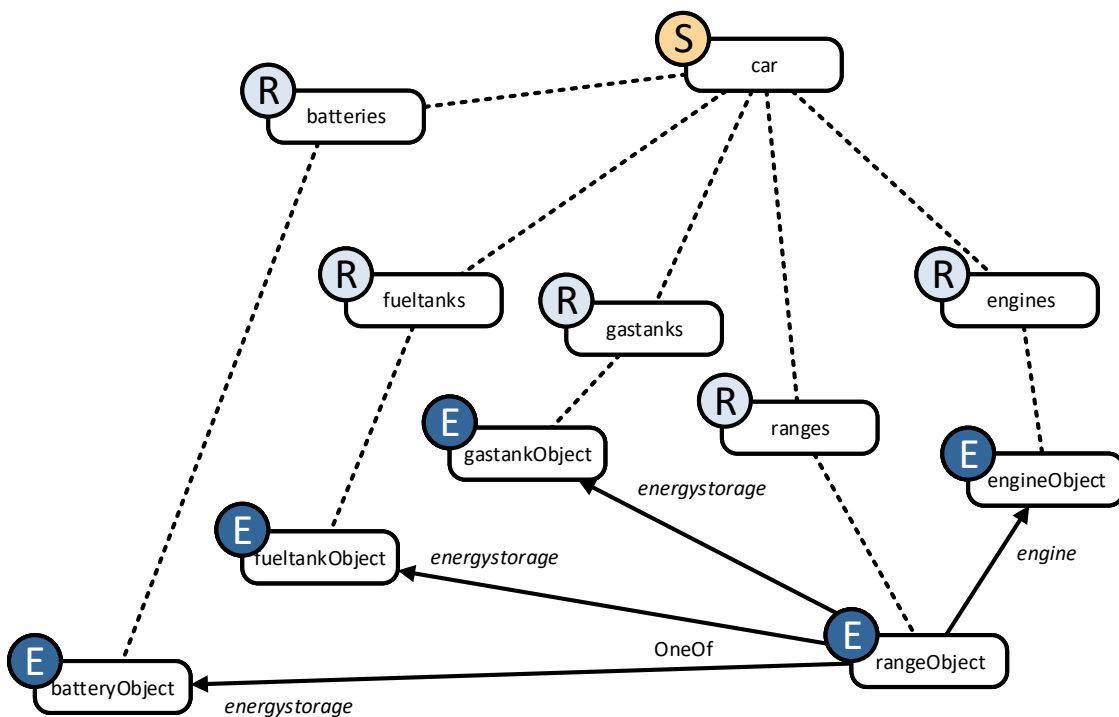 S
car
R
batteries
R
fueltanks
R
gastanks
R
engines
R
ranges
E
gastankObject
E
engineObject
energystorage
E
fueltankObject
energystorage
engine
E
rangeObject
OneOf
E
batteryObject
energystorage